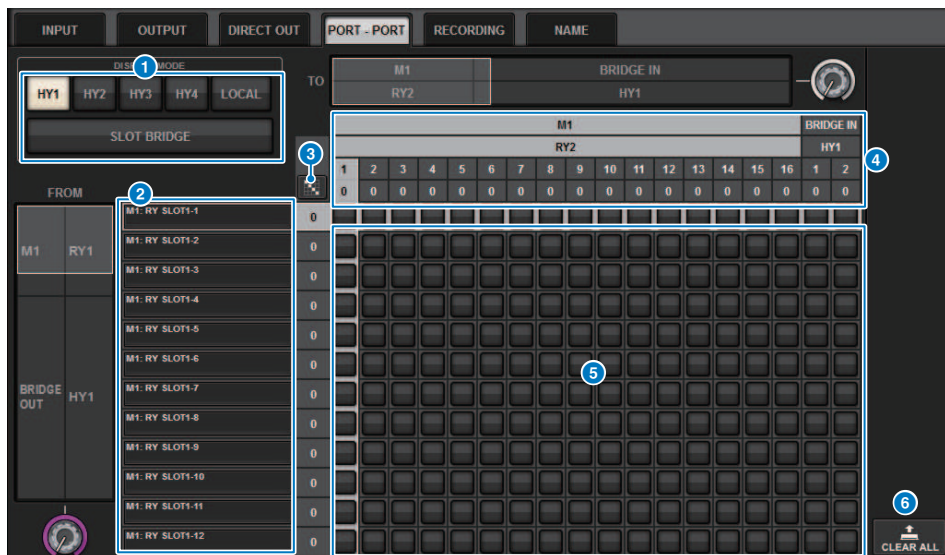 INPUT OUTPUT DIRECT OUT PORT - PORT RECORDING NAME
1
HY1 HY2 HY3 HY4 LOCAL
SLOT BRIDGE
TO
M1 BRIDGE IN
RY2 HY1
M1 BRIDGE IN
RY2 HY1
3
4
1 2 3 4 5 6 7 8 9 10 11 12 13 14 15 16 1 2
0 0 0 0 0 0 0 0 0 0 0 0 0 0 0 0 0 0
FROM
2
M1 RY1
BRIDGE OUT HY1
M1: RY SLOT1-1 0
M1: RY SLOT1-2 0
M1: RY SLOT1-3 0
M1: RY SLOT1-4 0
M1: RY SLOT1-5 0
M1: RY SLOT1-6 0
5
M1: RY SLOT1-7 0
M1: RY SLOT1-8 0
M1: RY SLOT1-9 0
M1: RY SLOT1-10 0
M1: RY SLOT1-11 0
M1: RY SLOT1-12 0
6
CLEAR ALL